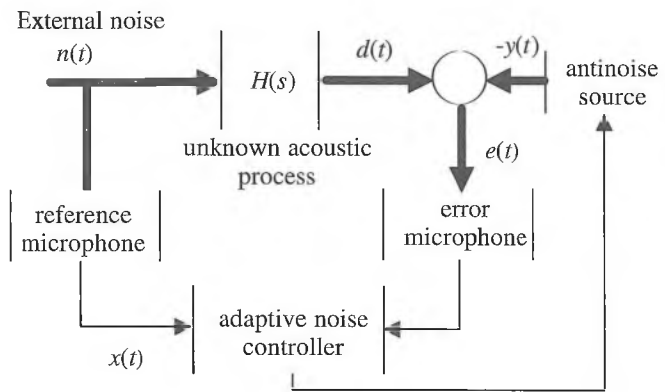 External noise
n(t)
H(s)
d(t)
-y(t)
antinoise
source
unknown acoustic
process
e(t)
reference
microphone
error
microphone
x(t)
adaptive noise
controller